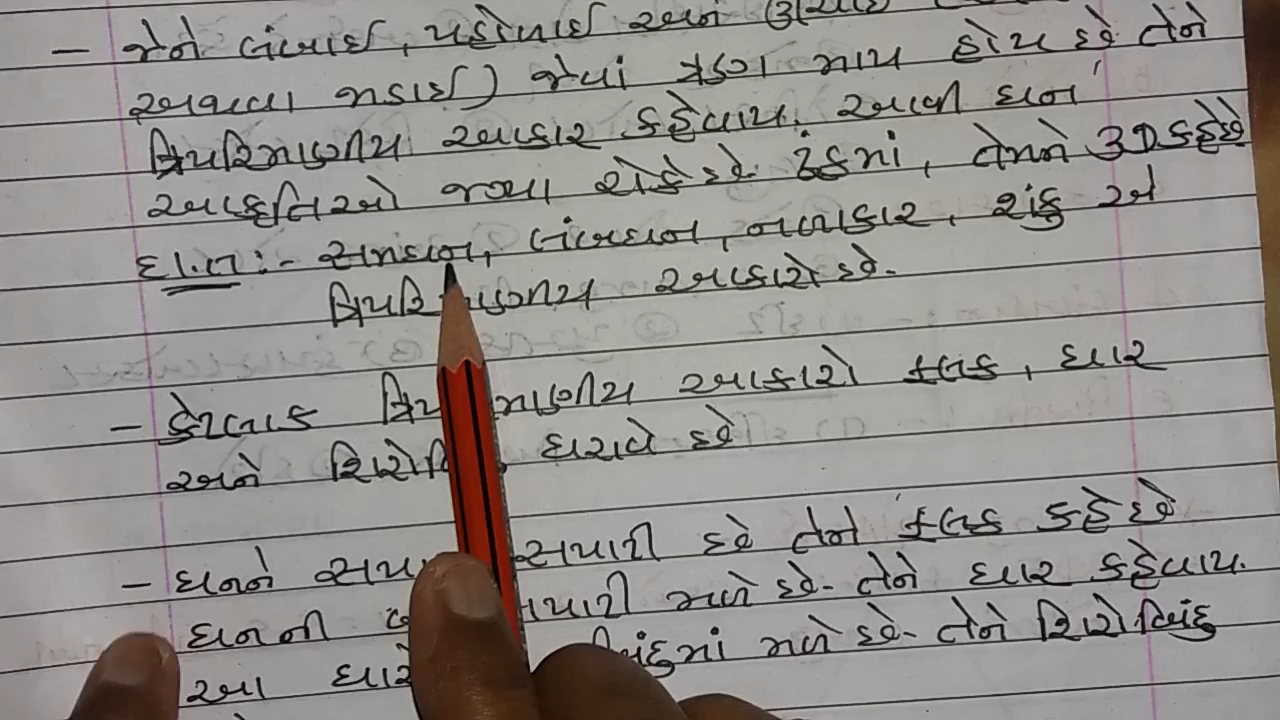 - જેને લંબાઈ, પહોળાઈ અને ઊંચાઈ
અથવા જાડાઈ) જેવાં ત્રણ માપ હોય છે તેને
ત્રિપરિમાણીય આકાર કહેવાય. આવી ઘન
આકૃતિઓ જગ્યા રોકે છે. ટૂંકમાં, તેમને 3D કહે છે
દા.ત.:- સમઘન, લંબઘન, નળાકાર, શંકુ એ
ત્રિપરિમાણીય આકારો છે.
- કેટલાક ત્રિપરિમાણીય આકારો ફલક, ધાર
અને ધરાવે છે
- ઘનને સપાટી છે તેને ફલક કહે છે
ઘનની સપાટી મળે છે. તેને ધાર કહેવાય.
આ બિંદુમાં મળે છે. તેને શિરોબિંદુ